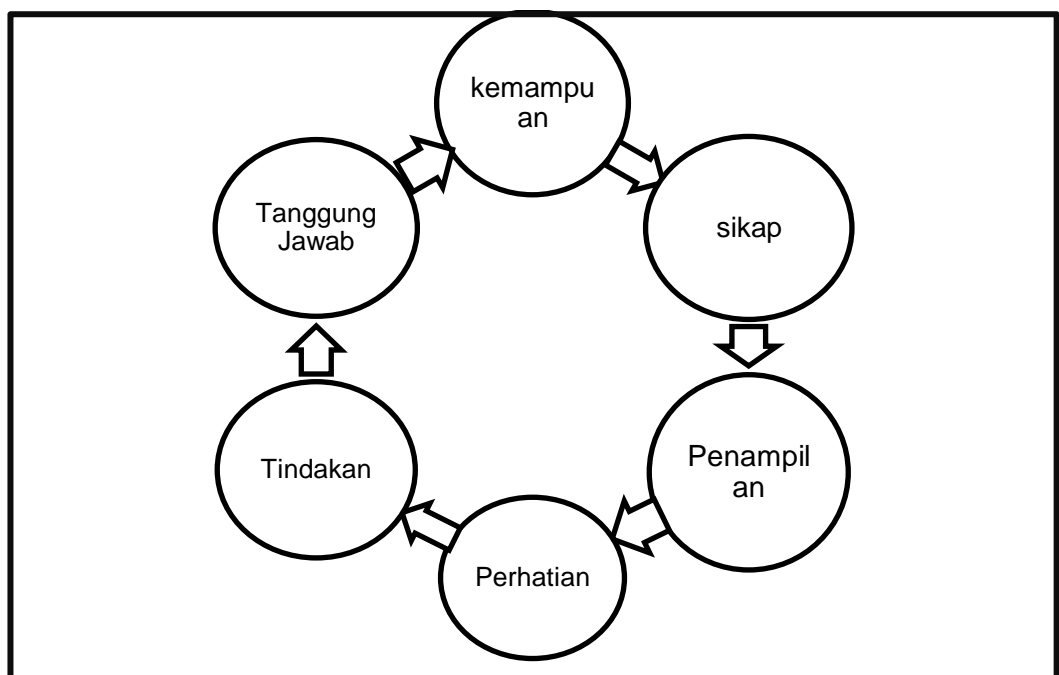 kemampu
an
sikap
Penampil
an
Perhatian
Tindakan
Tanggung
Jawab